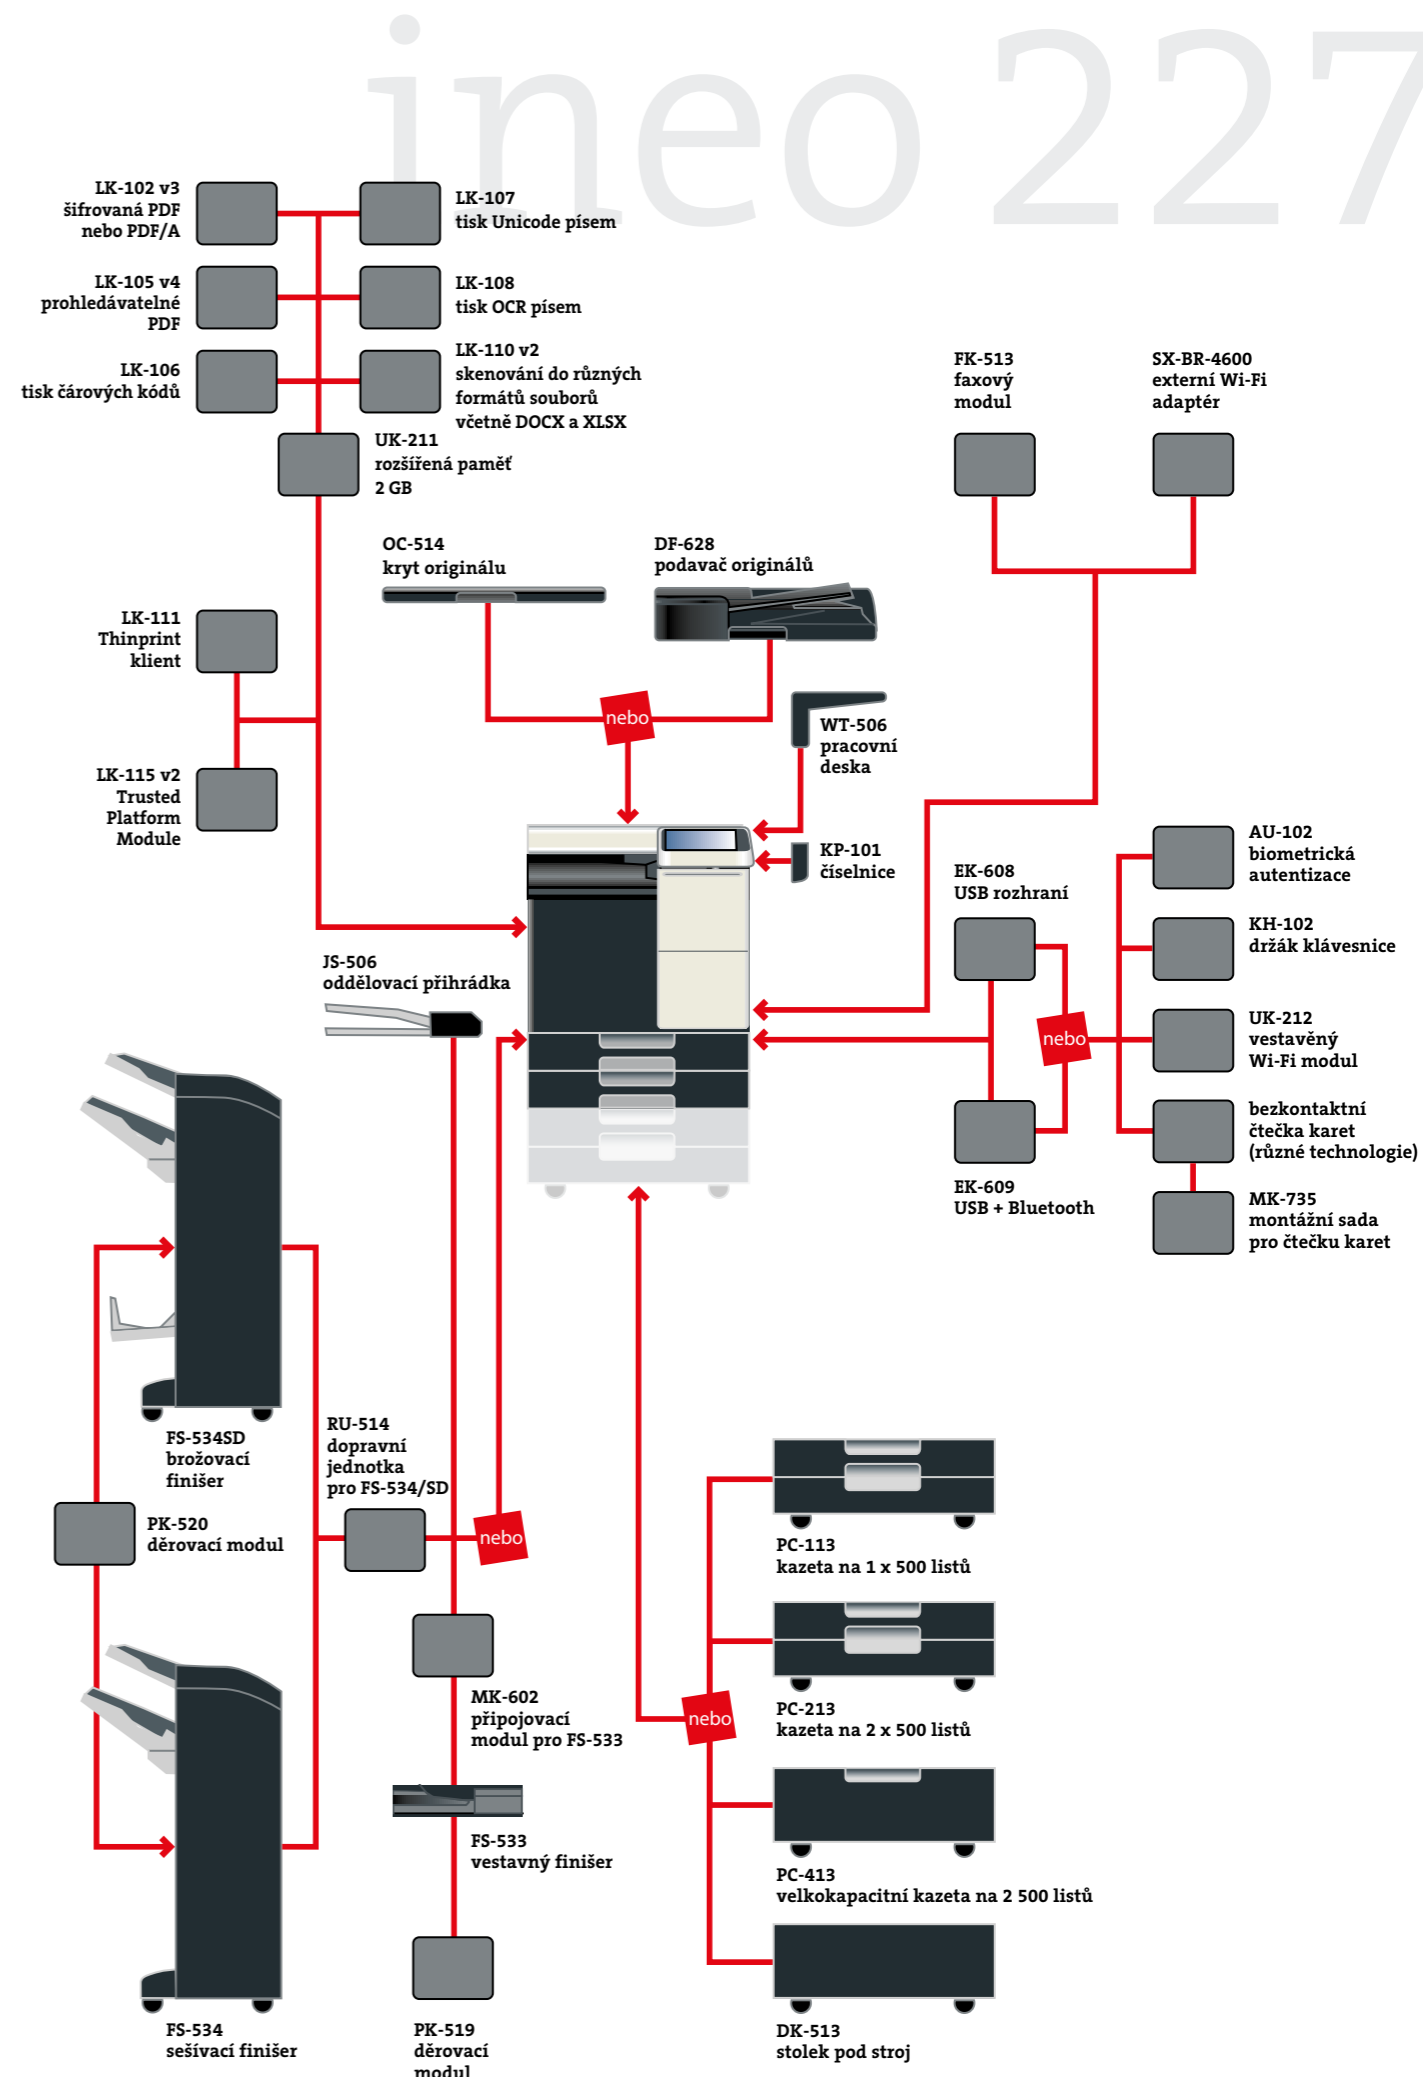 ineo 227
LK-102 v3
šifrovaná PDF
nebo PDF/A
LK-107
tisk Unicode písem
LK-105 v4
prohledávatelné
PDF
LK-108
tisk OCR písem
LK-106
tisk čárových kódů
LK-110 v2
skenování do různých
formátů souborů
včetně DOCX a XLSX
UK-211
rozšířená paměť
2 GB
FK-513
faxový
modul
SX-BR-4600
externí Wi-Fi
adaptér
OC-514
kryt originálu
DF-628
podavač originálů
LK-111
Thinprint
klient
nebo
WT-506
pracovní
deska
LK-115 v2
Trusted
Platform
Module
KP-101
číselnice
EK-608
USB rozhraní
AU-102
biometrická
autentizace
KH-102
držák klávesnice
JS-506
oddělovací přihrádka
nebo
UK-212
vestavěný
Wi-Fi modul
bezkontaktní
čtečka karet
(různé technologie)
EK-609
USB + Bluetooth
MK-735
montážní sada
pro čtečku karet
FS-534SD
brožovací
finišer
RU-514
dopravní
jednotka
pro FS-534/SD
PK-520
děrovací modul
nebo
PC-113
kazeta na 1 x 500 listů
MK-602
připojovací
modul pro FS-533
nebo
PC-213
kazeta na 2 x 500 listů
FS-533
vestavný finišer
PC-413
velkokapacitní kazeta na 2 500 listů
FS-534
sešívací finišer
PK-519
děrovací
modul
DK-513
stolek pod stroj